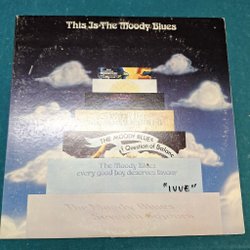 This Is The Moody Blues
THE MOODY BLUES
Question of Balance
The Moody Blues
every good boy deserves favour
The Moody Blues